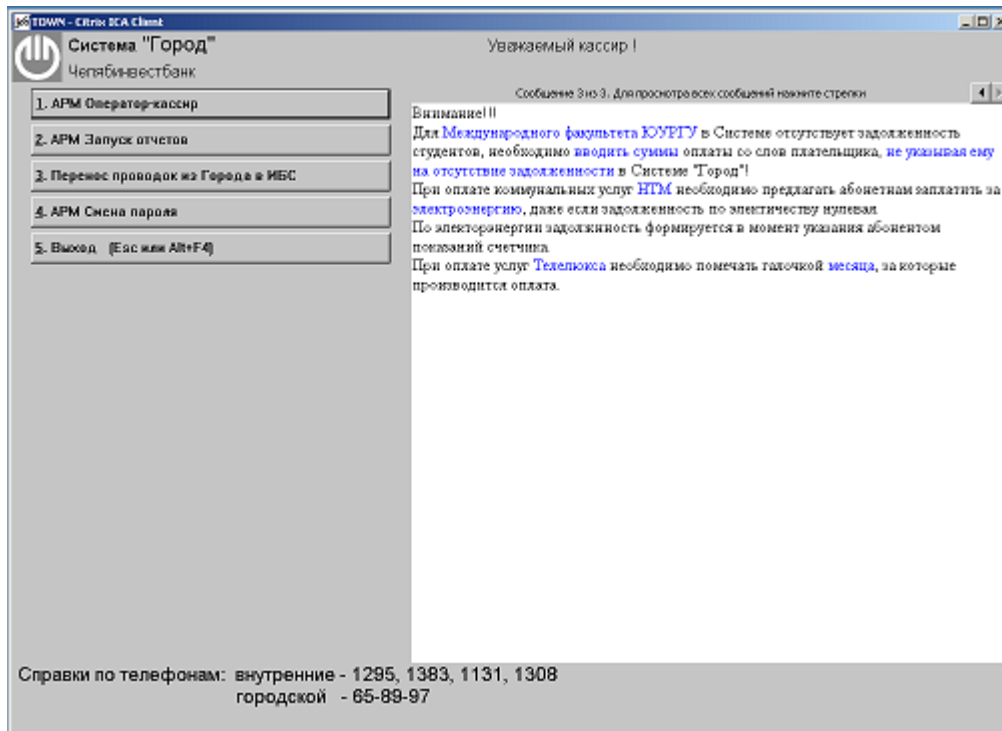 TOWN - Citrix ICA Client
Система "Город"
Челябинвестбанк
Уважаемый кассир !
1. АРМ Оператор-кассир
2. АРМ Запуск отчетов
3. Перенос проводок из Города в ИБС
4. АРМ Смена пароля
5. Выход (Esc или Alt+F4)
Сообщение 3 из 3. Для просмотра всех сообщений нажмите стрелки
Внимание!!!
Для Международного факультета ЮУРГУ в Системе отсутствует задолженность
студентов, необходимо вводить суммы оплаты со слов плательщика, не указывая ему
на отсутствие задолженности в Системе "Город"!
При оплате коммунальных услуг НТМ необходимо предлагать абонетнам заплатить за
электроэнергию, даже если задолженность по элктичеству нулевая.
По электорэнергии задолжнность формируется в момент указания абонентом
показаний счетчика.
При оплате услуг Телелюкса необходимо помечать галочкой месяца, за которые
производится оплата.
Справки по телефонам: внутренние - 1295, 1383, 1131, 1308
городской - 65-89-97